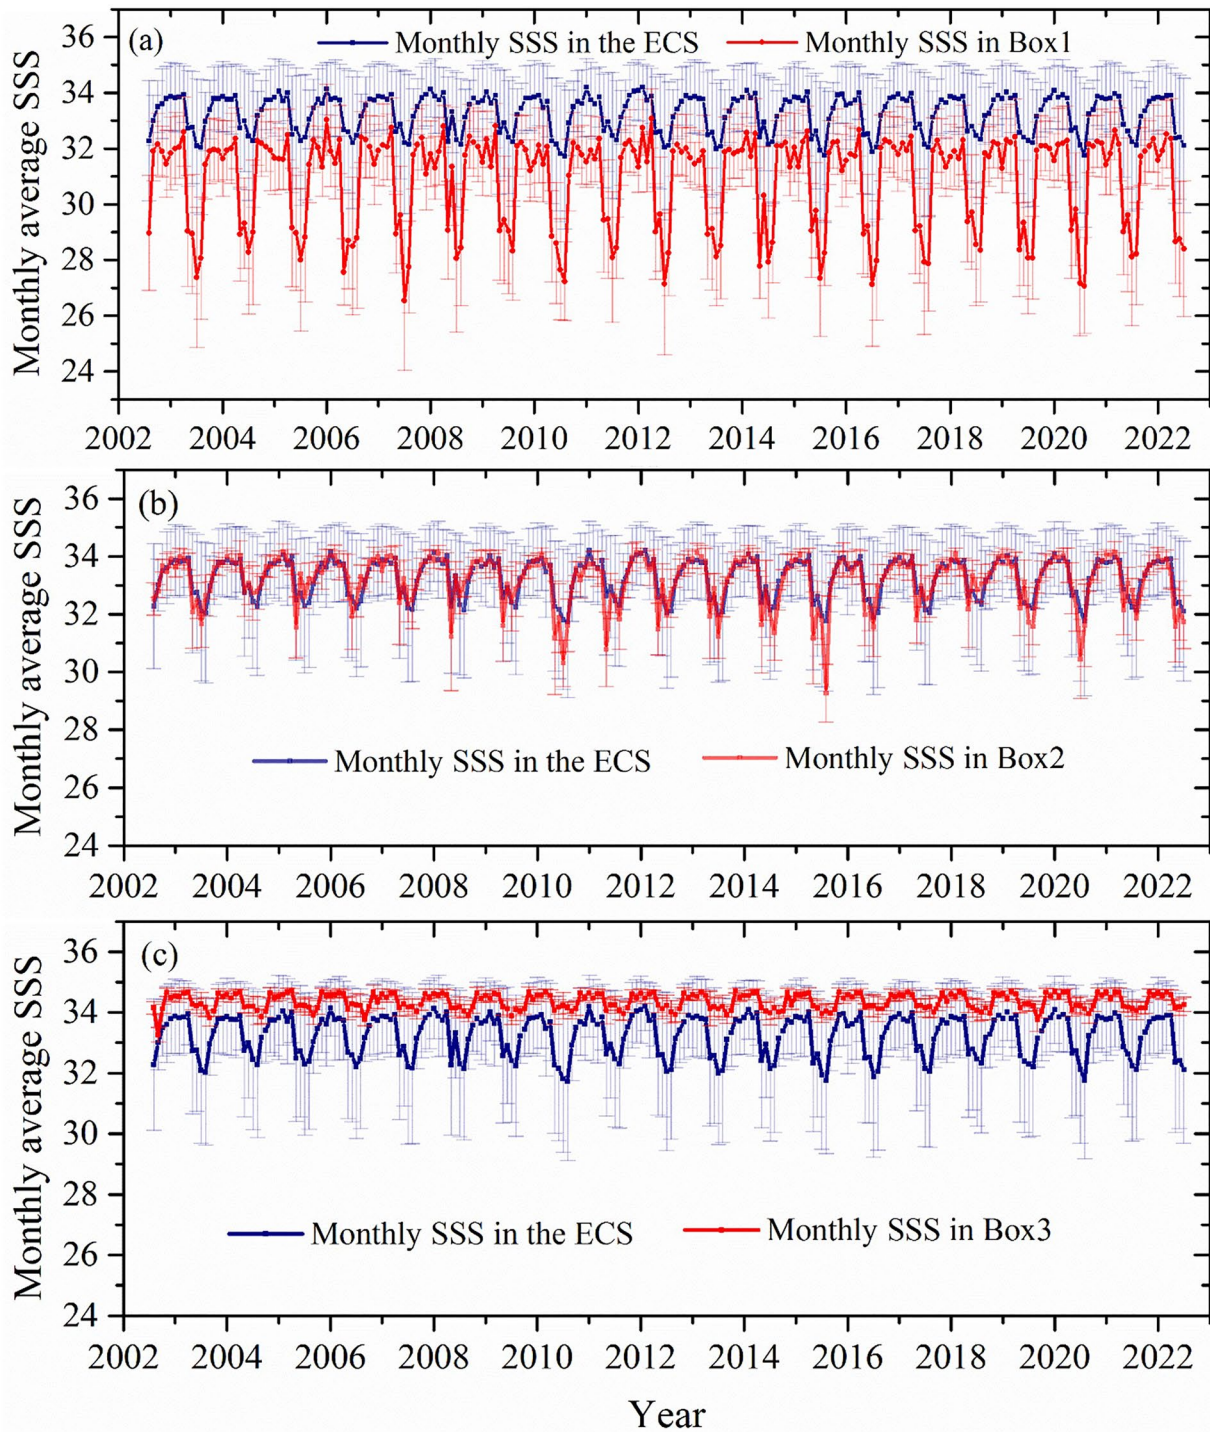 (a)
Monthly SSS in the ECS Monthly SSS in Box1
Monthly average SSS
36
34
32
30
28
26
24
2002 2004 2006 2008 2010 2012 2014 2016 2018 2020 2022
(b)
Monthly average SSS
36
34
32
30
28
26
24
Monthly SSS in the ECS Monthly SSS in Box2
2002 2004 2006 2008 2010 2012 2014 2016 2018 2020 2022
(c)
Monthly average SSS
36
34
32
30
28
26
24
Monthly SSS in the ECS Monthly SSS in Box3
2002 2004 2006 2008 2010 2012 2014 2016 2018 2020 2022
Year